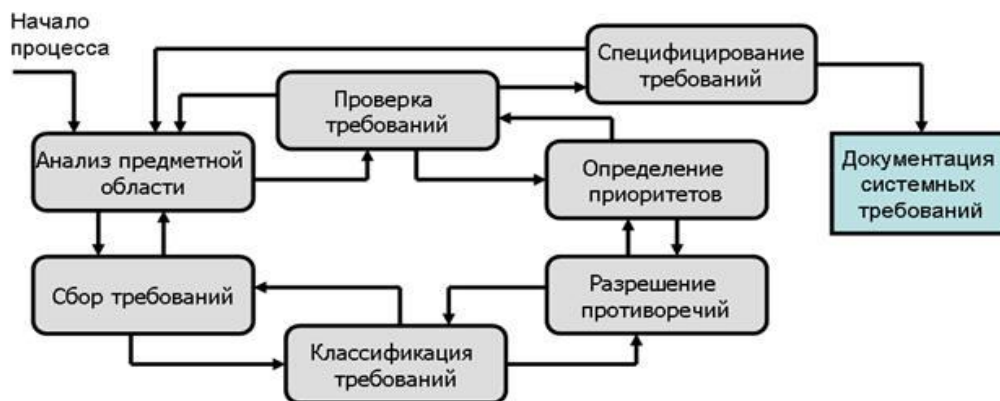 Начало
процесса
Специфицирование
требований
Проверка
требований
Анализ предметной
области
Определение
приоритетов
Документация
системных
требований
Сбор требований
Разрешение
противоречий
Классификация
требований